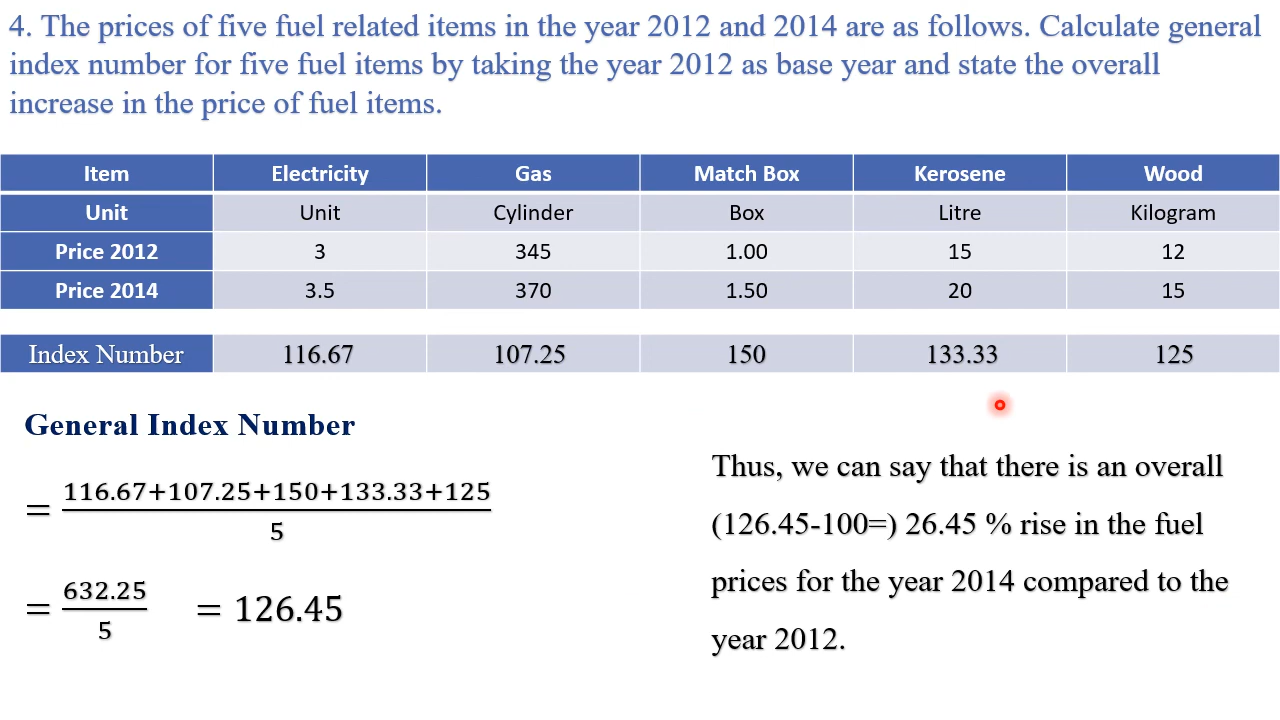 4. The prices of five fuel related items in the year 2012 and 2014 are as follows. Calculate general
index number for five fuel items by taking the year 2012 as base year and state the overall
increase in the price of fuel items.
Item Electricity Gas Match Box Kerosene Wood
Unit Unit Cylinder Box Litre Kilogram
Price 2012 3 345 1.00 15 12
Price 2014 3.5 370 1.50 20 15
Index Number 116.67 107.25 150 133.33 125
General Index Number
= 116.67+107.25+150+133.33+125
5
= 632.25
5
= 126.45
Thus, we can say that there is an overall
(126.45-100=) 26.45 % rise in the fuel
prices for the year 2014 compared to the
year 2012.